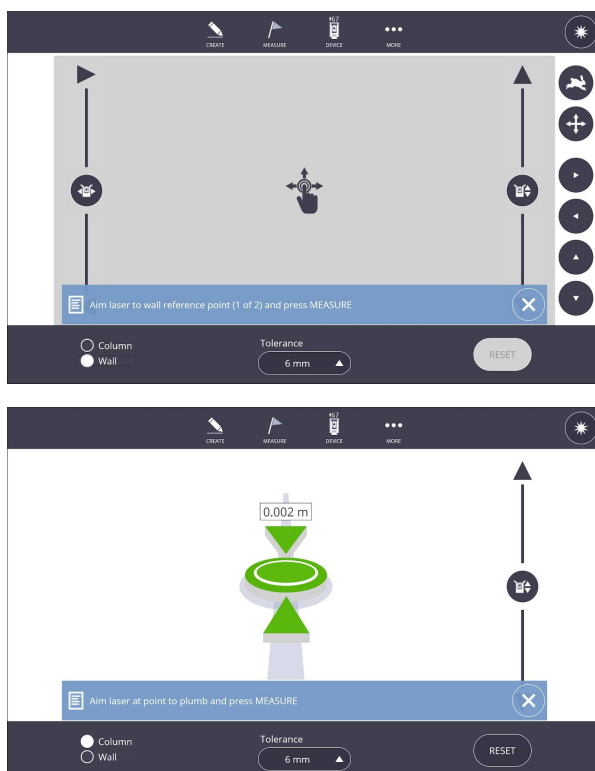 $67
CREATE
MEASURE
DEVICE
MORE
Aim laser to wall reference point (1 of 2) and press MEASURE
Column
Wall
Tolerance
6 mm
RESET
$67
CREATE
MEASURE
DEVICE
MORE
0.002 m
Aim laser at point to plumb and press MEASURE
Column
Wall
Tolerance
6 mm
RESET